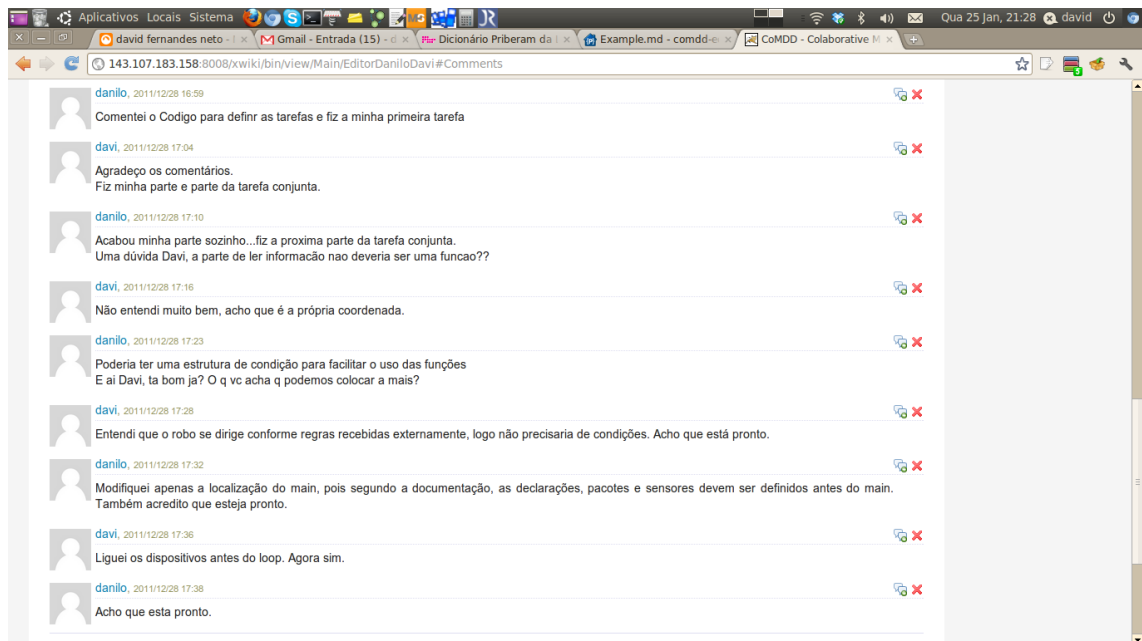 Aplicativos Locais Sistema
Qua 25 Jan, 21:28 david
david fernandes neto -
Gmail - Entrada (15) - d
Dicionário Priberam da
Example.md - comdd-e
CoMDD - Colaborative M
143.107.183.158:8008/xwiki/bin/view/Main/EditorDaniloDavi#Comments
danilo, 2011/12/28 16:59
Comentei o Codigo para definr as tarefas e fiz a minha primeira tarefa
davi, 2011/12/28 17:04
Agradeço os comentários.
Fiz minha parte e parte da tarefa conjunta.
danilo, 2011/12/28 17:10
Acabou minha parte sozinho...fiz a proxima parte da tarefa conjunta.
Uma dúvida Davi, a parte de ler informacão nao deveria ser uma funcao??
davi, 2011/12/28 17:16
Não entendi muito bem, acho que é a própria coordenada.
danilo, 2011/12/28 17:23
Poderia ter uma estrutura de condição para facilitar o uso das funções
E ai Davi, ta bom ja? O q vc acha q podemos colocar a mais?
davi, 2011/12/28 17:28
Entendi que o robo se dirige conforme regras recebidas externamente, logo não precisaria de condições. Acho que está pronto.
danilo, 2011/12/28 17:32
Modifiquei apenas a localização do main, pois segundo a documentação, as declarações, pacotes e sensores devem ser definidos antes do main.
Também acredito que esteja pronto.
davi, 2011/12/28 17:36
Liguei os dispositivos antes do loop. Agora sim.
danilo, 2011/12/28 17:38
Acho que esta pronto.